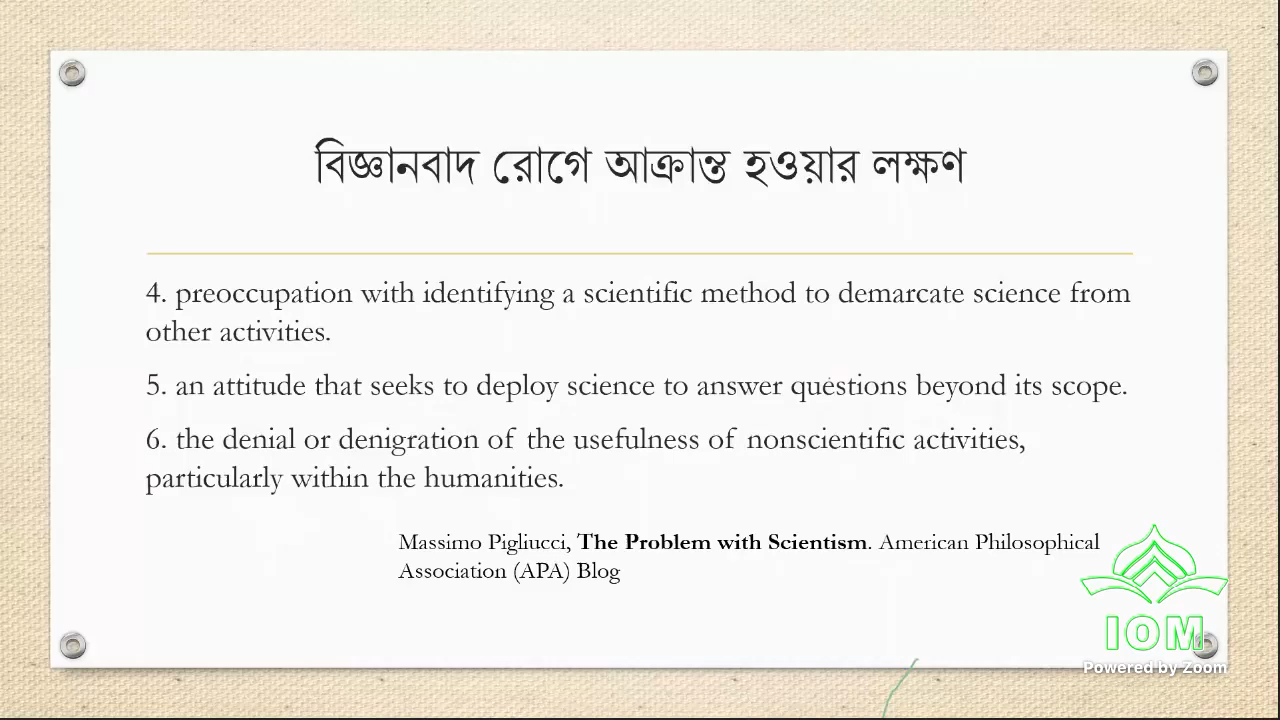 বিজ্ঞানবাদ রোগে আক্রান্ত হওয়ার লক্ষণ
4. preoccupation with identifying a scientific method to demarcate science from
other activities.
5. an attitude that seeks to deploy science to answer questions beyond its scope.
6. the denial or denigration of the usefulness of nonscientific activities,
particularly within the humanities.
Massimo Pigliucci, The Problem with Scientism. American Philosophical
Association (APA) Blog
IOM
Powered by Zoom